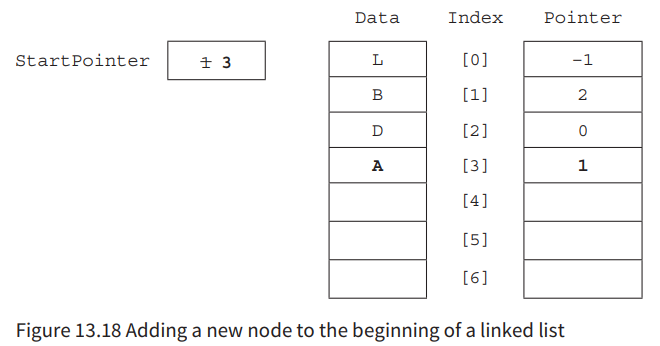 Data Index Pointer
StartPointer 1 3 L [0] -1
B [1] 2
D [2] 0
A [3] 1
[4]
[5]
[6]
Figure 13.18 Adding a new node to the beginning of a linked list